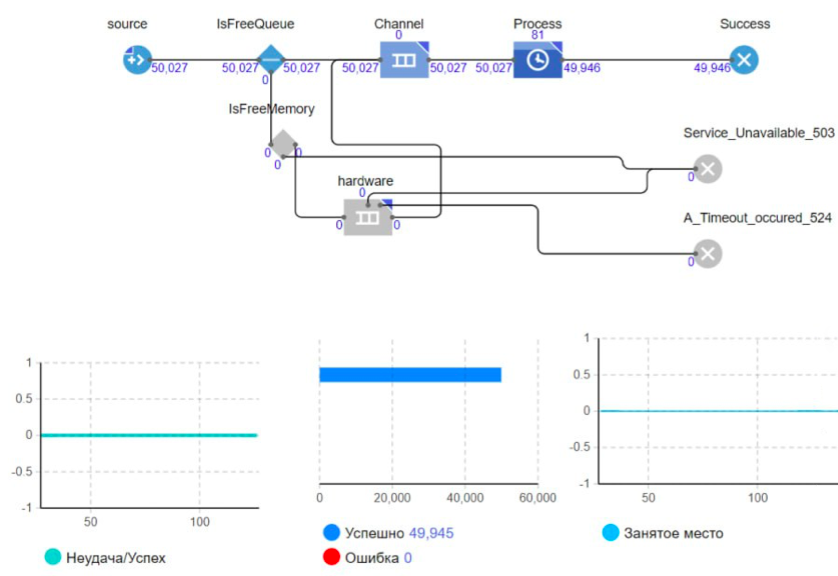 source IsFreeQueue Channel Process Success
0 81
50,027 50,027 50,027 50,027 50,027 50,027 49,946 49,946
0
IsFreeMemory
0 0
0
Service_Unavailable_503
0
hardware
0
0 0
A_Timeout_occured_524
0
1
0.5
0
-0.5
-1
50 100
Неудача/Успех
0 20,000 40,000 60,000
Успешно 49,945
Ошибка 0
1
0.5
0
-0.5
-1
50 100
Занятое место